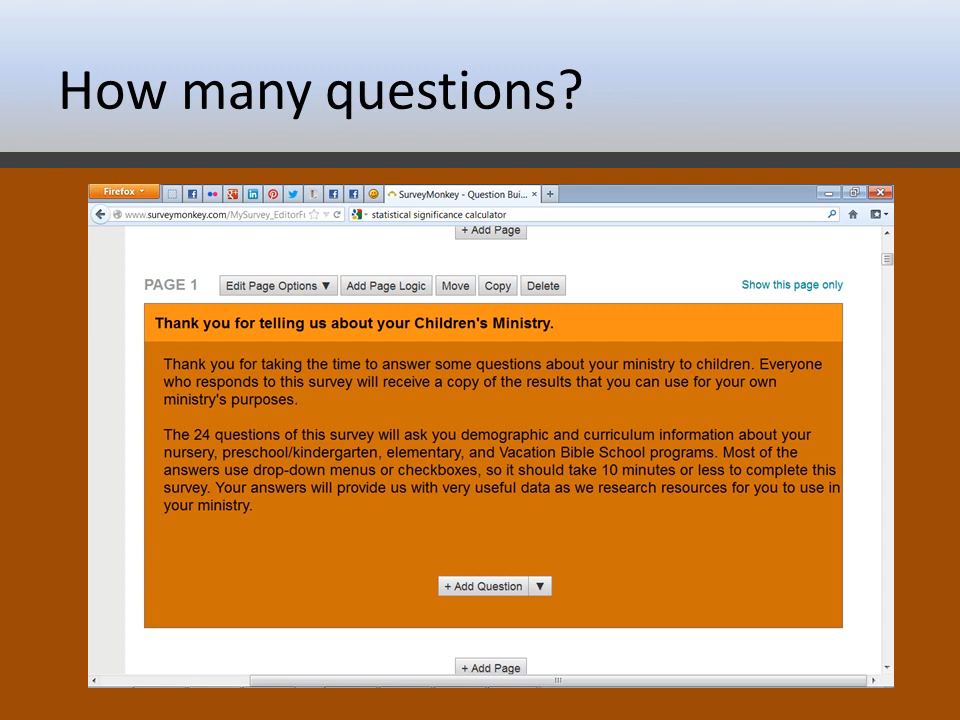 How many questions?
Firefox
SurveyMonkey - Question Bui...
www.surveymonkey.com/MySurvey_EditorFu
statistical significance calculator
+ Add Page
PAGE 1 Edit Page Options ▼ Add Page Logic Move Copy Delete Show this page only
Thank you for telling us about your Children's Ministry.
Thank you for taking the time to answer some questions about your ministry to children. Everyone
who responds to this survey will receive a copy of the results that you can use for your own
ministry's purposes.
The 24 questions of this survey will ask you demographic and curriculum information about your
nursery, preschool/kindergarten, elementary, and Vacation Bible School programs. Most of the
answers use drop-down menus or checkboxes, so it should take 10 minutes or less to complete this
survey. Your answers will provide us with very useful data as we research resources for you to use in
your ministry.
+ Add Question ▼
+ Add Page